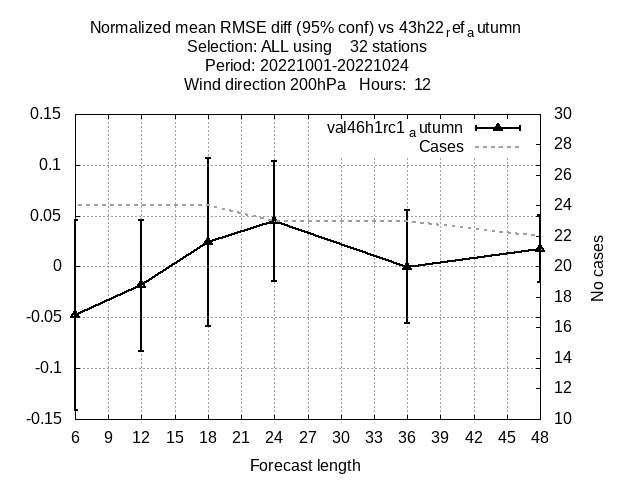 Normalized mean RMSE diff (95% conf) vs 43h22refautumn
Selection: ALL using 32 stations
Period: 20221001-20221024
Wind direction 200hPa Hours: 12
val46h1rc1autumn
Cases
0.15
0.1
0.05
0
-0.05
-0.1
-0.15
30
28
26
24
22
20
18
16
14
12
10
No cases
6 9 12 15 18 21 24 27 30 33 36 39 42 45 48
Forecast length